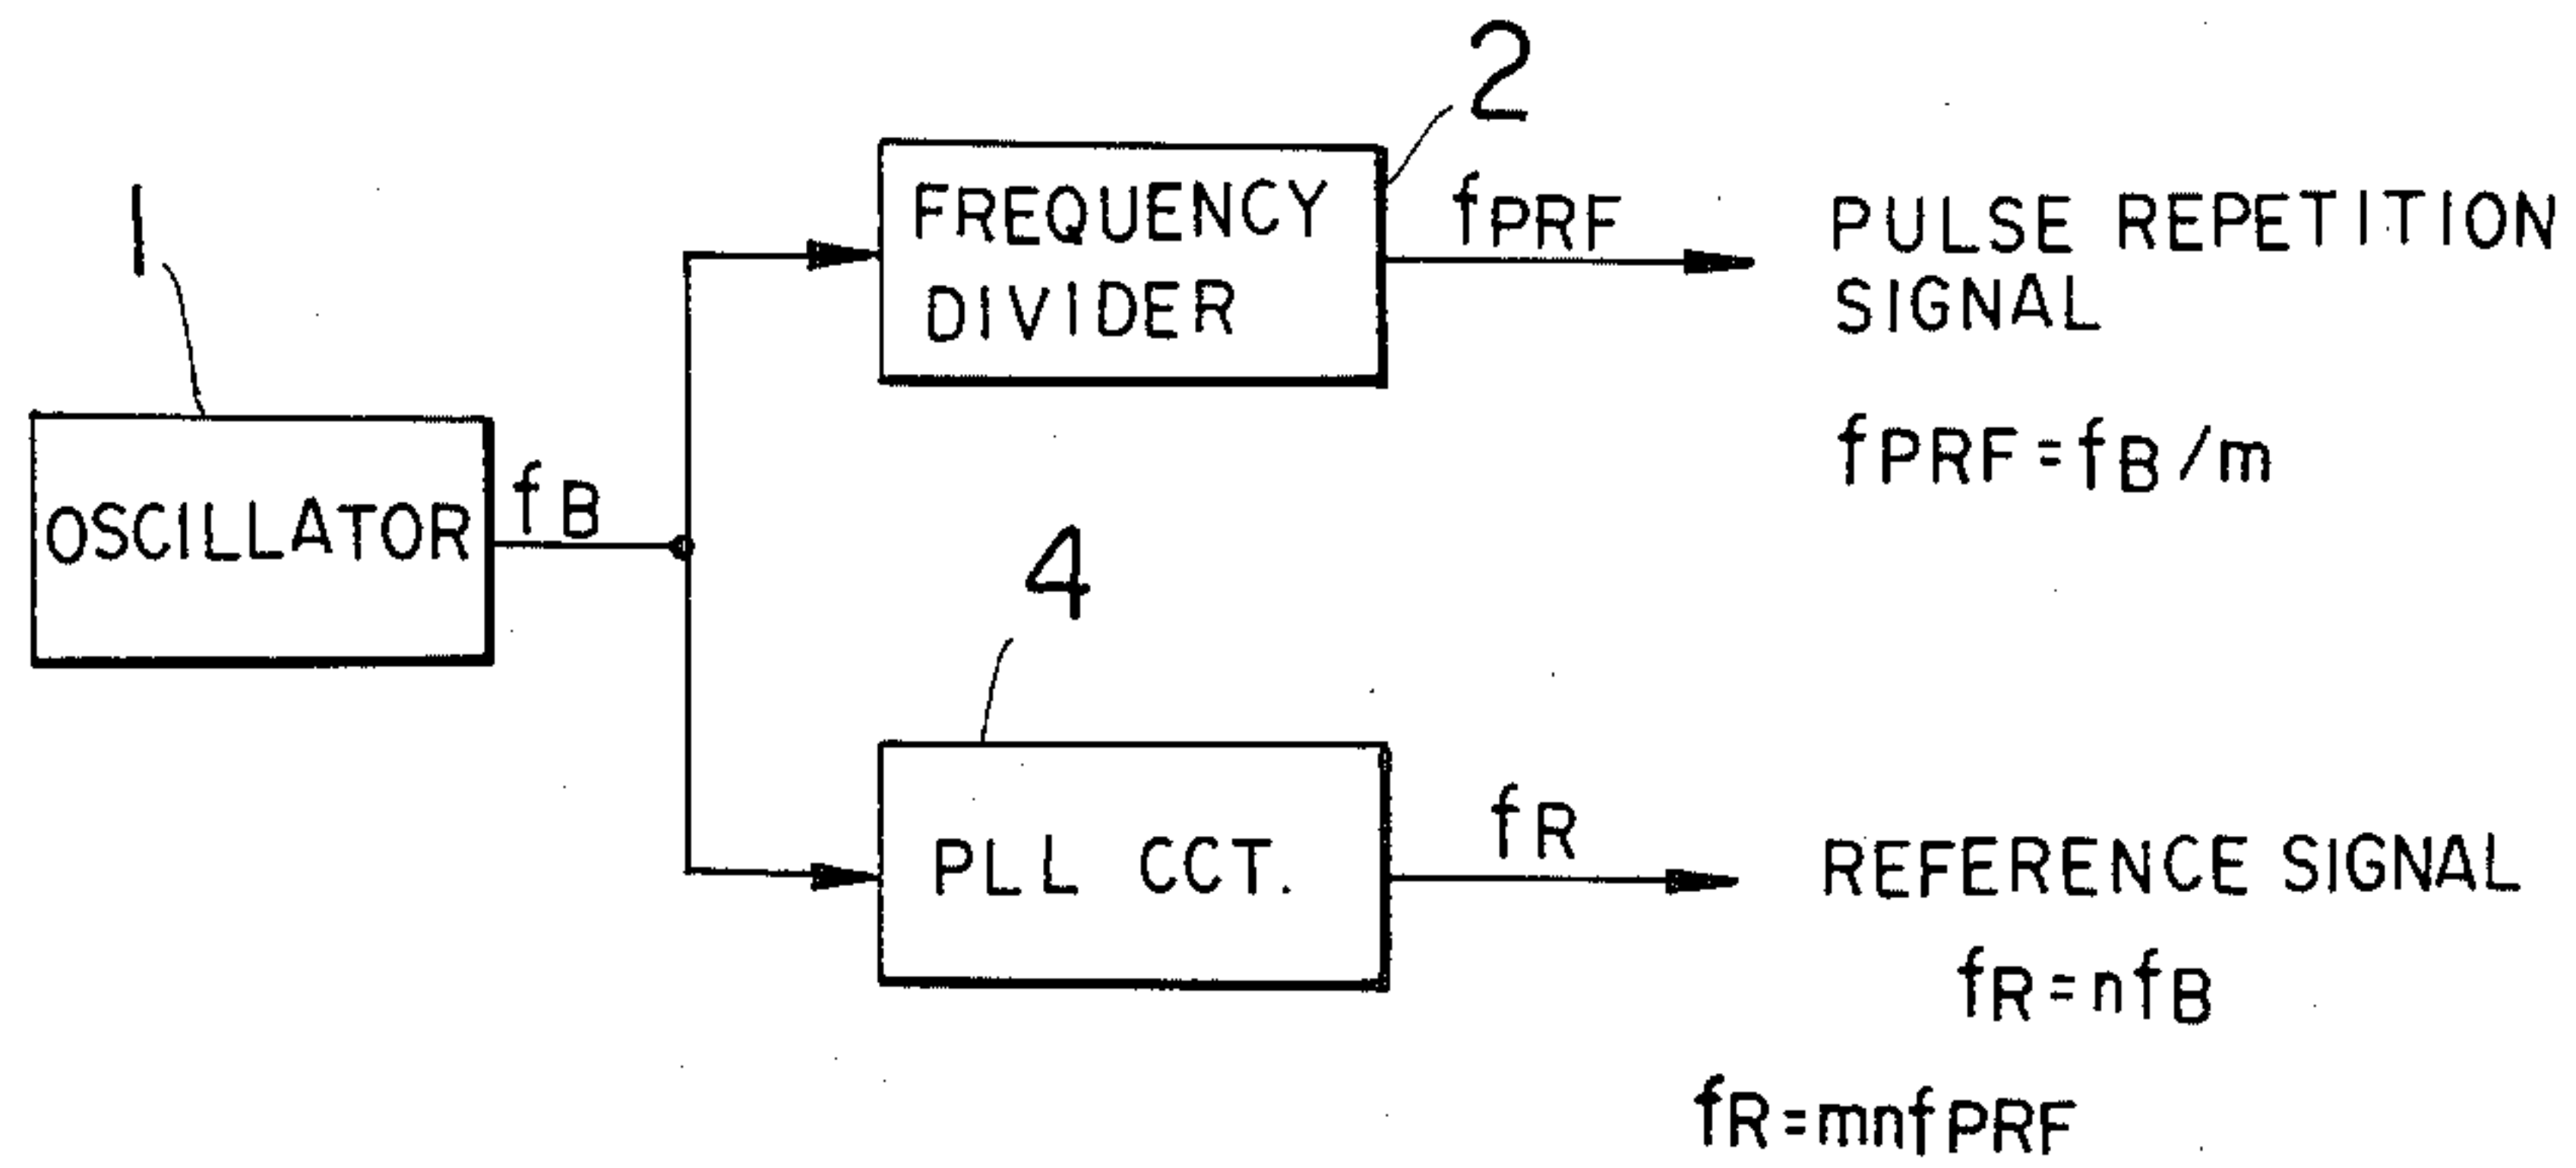 1
OSCILLATOR
fB
2
FREQUENCY
DIVIDER
fPRF
PULSE REPETITION
SIGNAL
fPRF=fB/m
4
PLL CCT.
fR
REFERENCE SIGNAL
fR=nfB
fR=mnfPRF